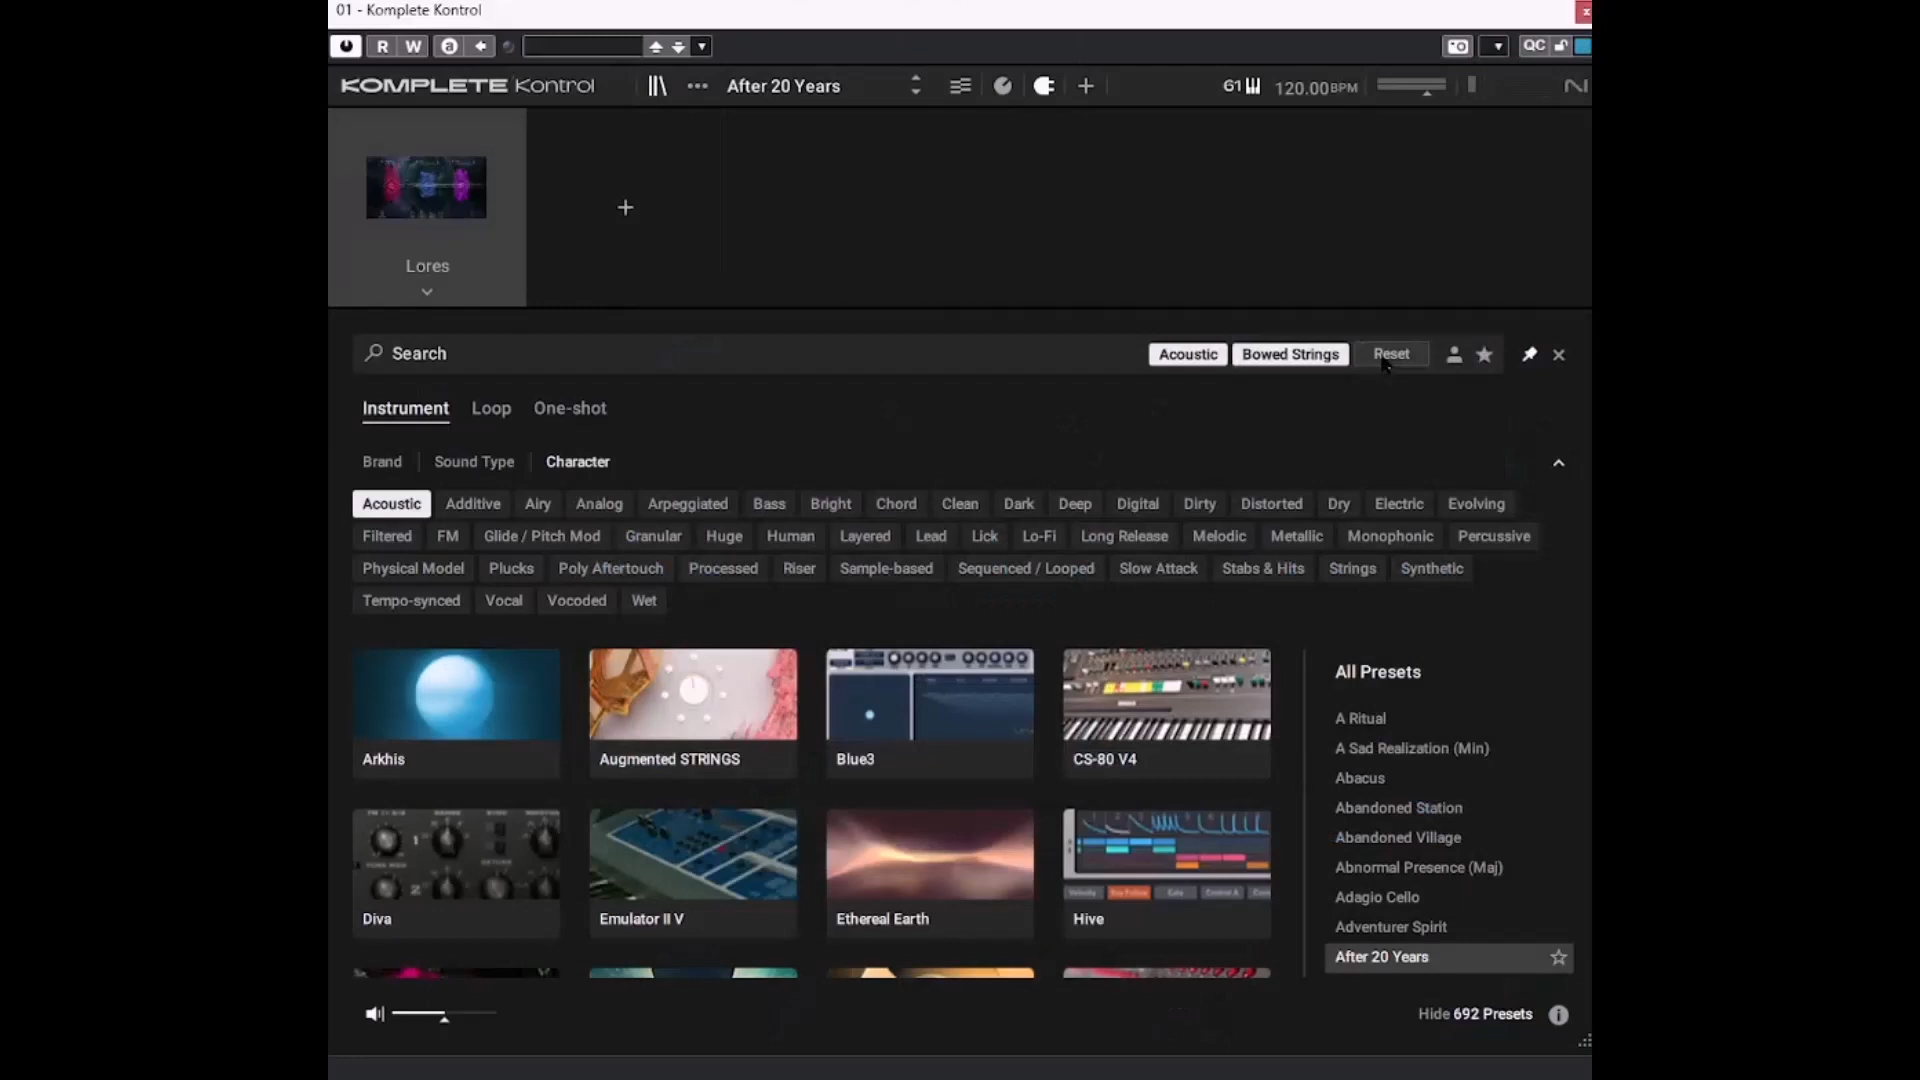 01 - Komplete Kontrol
R W a QC
KOMPLETE Kontrol After 20 Years 61 120.00 BPM
Lores
Search Acoustic Bowed Strings Reset
Instrument Loop One-shot
Brand Sound Type Character
Acoustic Additive Airy Analog Arpeggiated Bass Bright Chord Clean Dark Deep Digital Dirty Distorted Dry Electric Evolving
Filtered FM Glide / Pitch Mod Granular Huge Human Layered Lead Lick Lo-Fi Long Release Melodic Metallic Monophonic Percussive
Physical Model Plucks Poly Aftertouch Processed Riser Sample-based Sequenced / Looped Slow Attack Stabs & Hits Strings Synthetic
Tempo-synced Vocal Vocoded Wet
Arkhis Augmented STRINGS Blue3 CS-80 V4
Diva Emulator II V Ethereal Earth Hive
All Presets
A Ritual
A Sad Realization (Min)
Abacus
Abandoned Station
Abandoned Village
Abnormal Presence (Maj)
Adagio Cello
Adventurer Spirit
After 20 Years
Hide 692 Presets